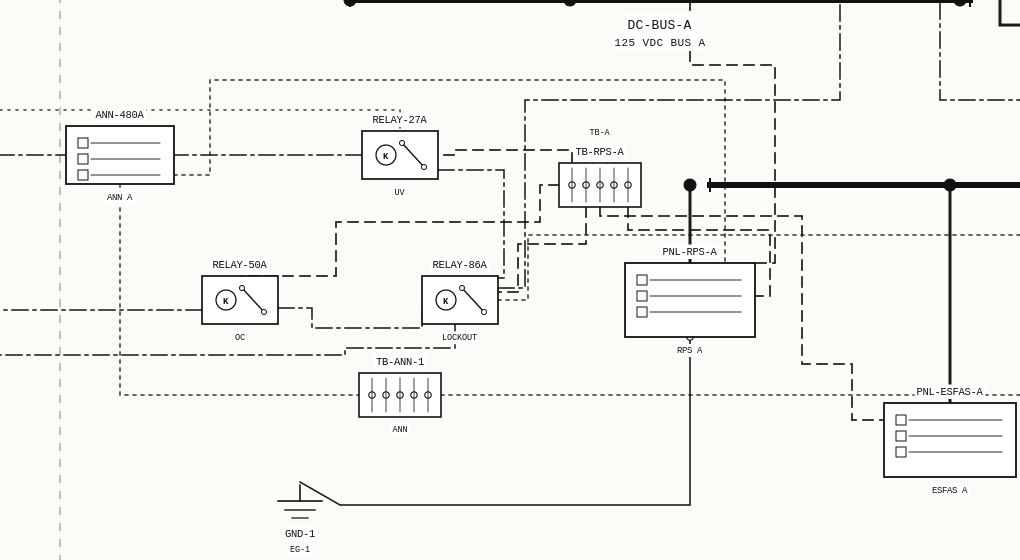 DC-BUS-A
125 VDC BUS A
ANN-480A
ANN A
RELAY-27A
K
UV
TB-A
TB-RPS-A
PNL-RPS-A
RPS A
RELAY-50A
K
OC
RELAY-86A
K
LOCKOUT
TB-ANN-1
ANN
PNL-ESFAS-A
ESFAS A
GND-1
EG-1